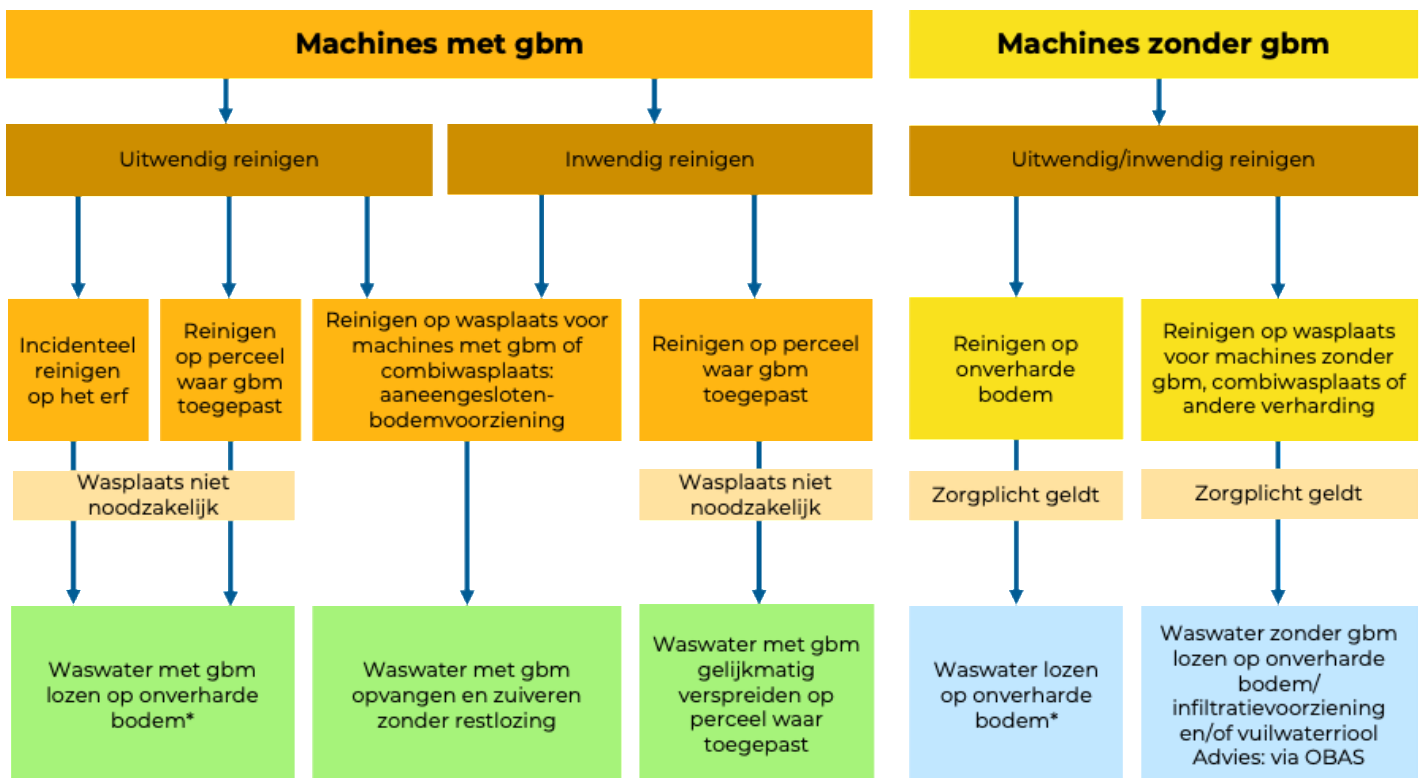 Machines met gbm
Machines zonder gbm
Uitwendig reinigen
Inwendig reinigen
Uitwendig/inwendig reinigen
Incidenteel
reinigen
op het erf
Reinigen
op perceel
waar gbm
toegepast
Reinigen op wasplaats voor
machines met gbm of
combiwasplaats:
aaneengesloten-
bodemvoorziening
Reinigen op perceel
waar gbm
toegepast
Reinigen op
onverharde
bodem
Reinigen op wasplaats
voor machines zonder
gbm, combiwasplaats of
andere verharding
Wasplaats niet
noodzakelijk
Wasplaats niet
noodzakelijk
Zorgplicht geldt
Zorgplicht geldt
Waswater met gbm
lozen op onverharde
bodem*
Waswater met gbm
opvangen en zuiveren
zonder restlozing
Waswater met gbm
gelijkmatig
verspreiden op
perceel waar
toegepast
Waswater lozen
op onverharde
bodem*
Waswater zonder gbm
lozen op onverharde
bodem/
infiltratievoorziening
en/of vuilwaterriool
Advies: via OBAS